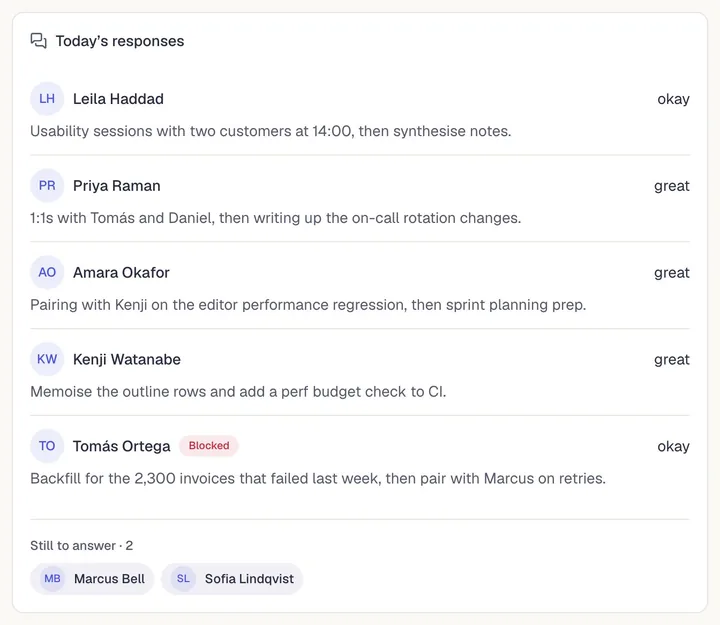 Today's responses
LH Leila Haddad okay
Usability sessions with two customers at 14:00, then synthesise notes.
PR Priya Raman great
1:1s with Tomás and Daniel, then writing up the on-call rotation changes.
AO Amara Okafor great
Pairing with Kenji on the editor performance regression, then sprint planning prep.
KW Kenji Watanabe great
Memoise the outline rows and add a perf budget check to CI.
TO Tomás Ortega Blocked okay
Backfill for the 2,300 invoices that failed last week, then pair with Marcus on retries.
Still to answer · 2
MB Marcus Bell SL Sofia Lindqvist